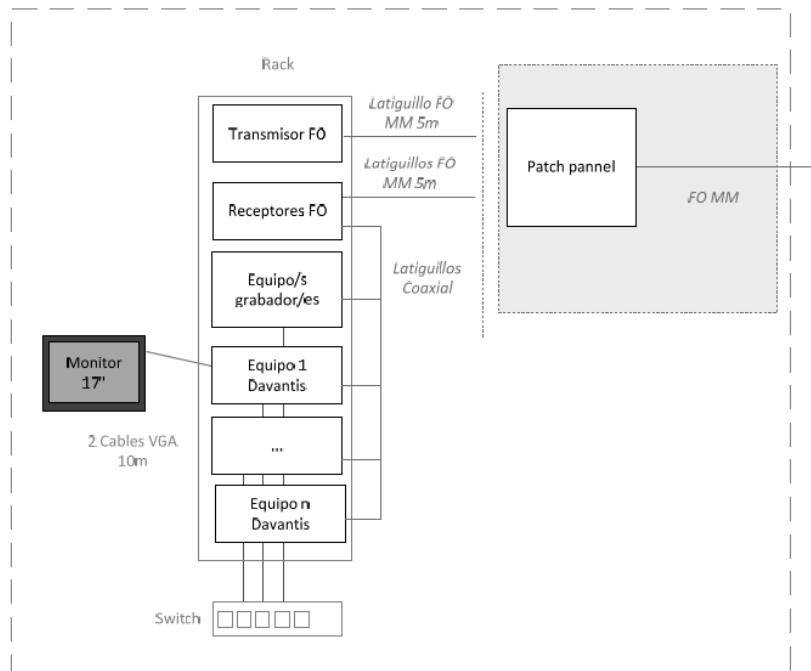 Rack
Transmisor FO
Latiguillo FO
MM 5m
Latiguillos FO
MM 5m
Receptores FO
Patch pannel
FO MM
Equipo/s
grabador/es
Latiguillos
Coaxial
Monitor
17"
Equipo 1
Davantis
2 Cables VGA
10m
...
Equipo n
Davantis
Switch